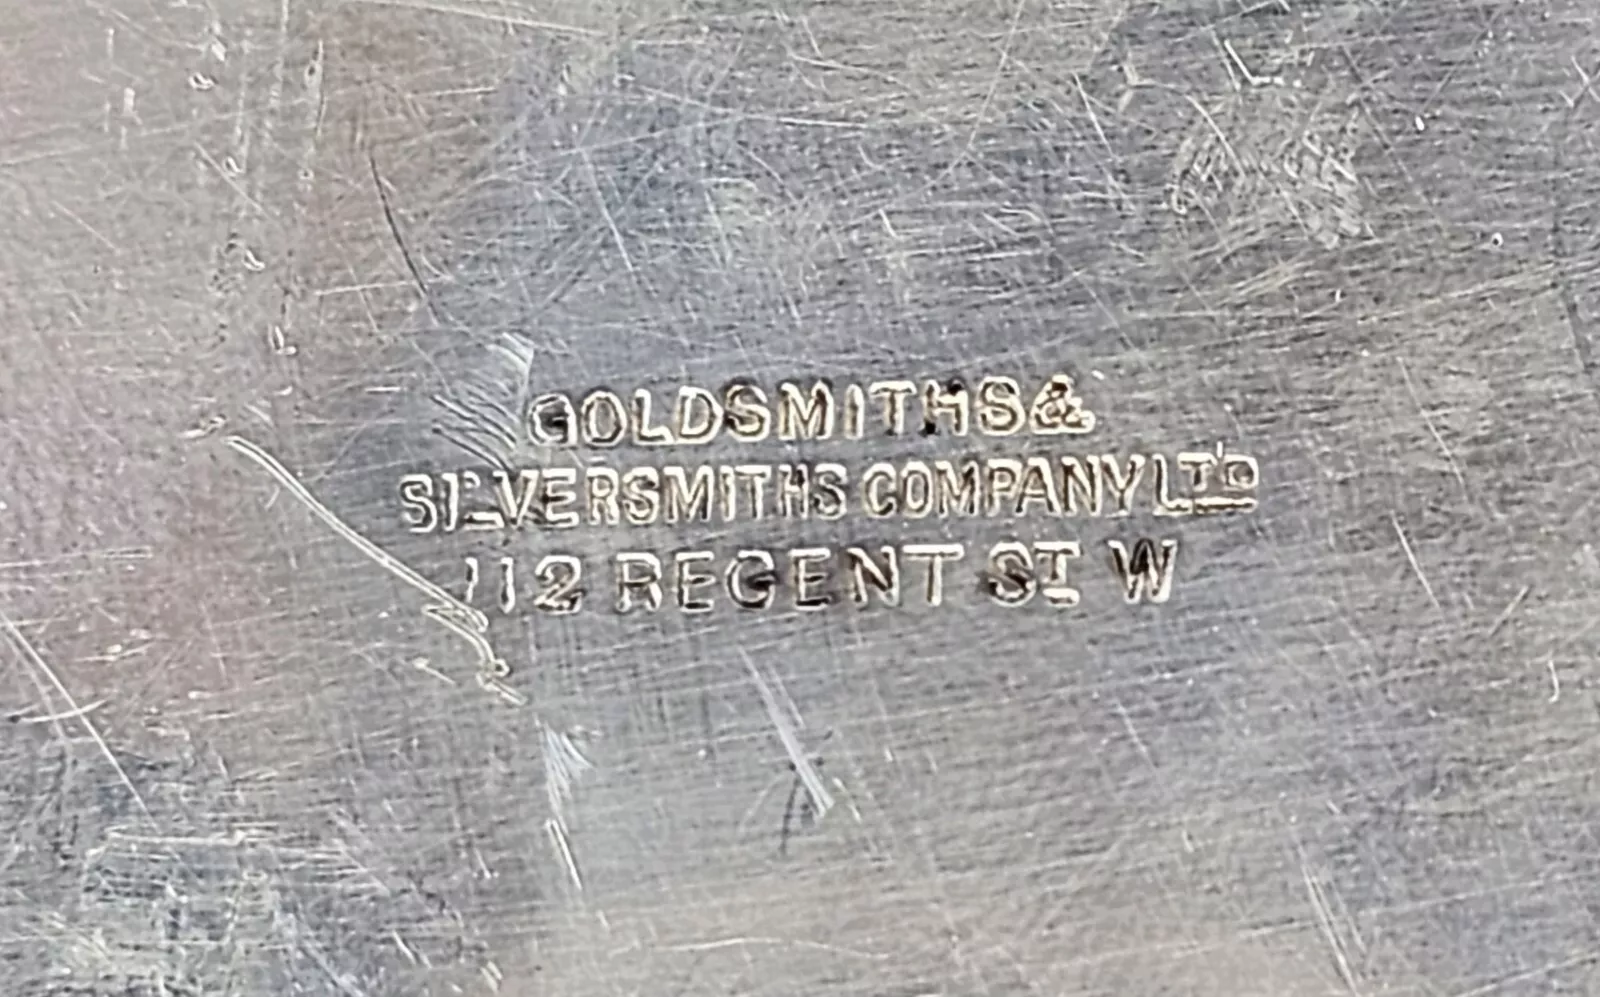 GOLDSMITHS &
SILVERSMITHS COMPANY LTD
112 REGENT ST W